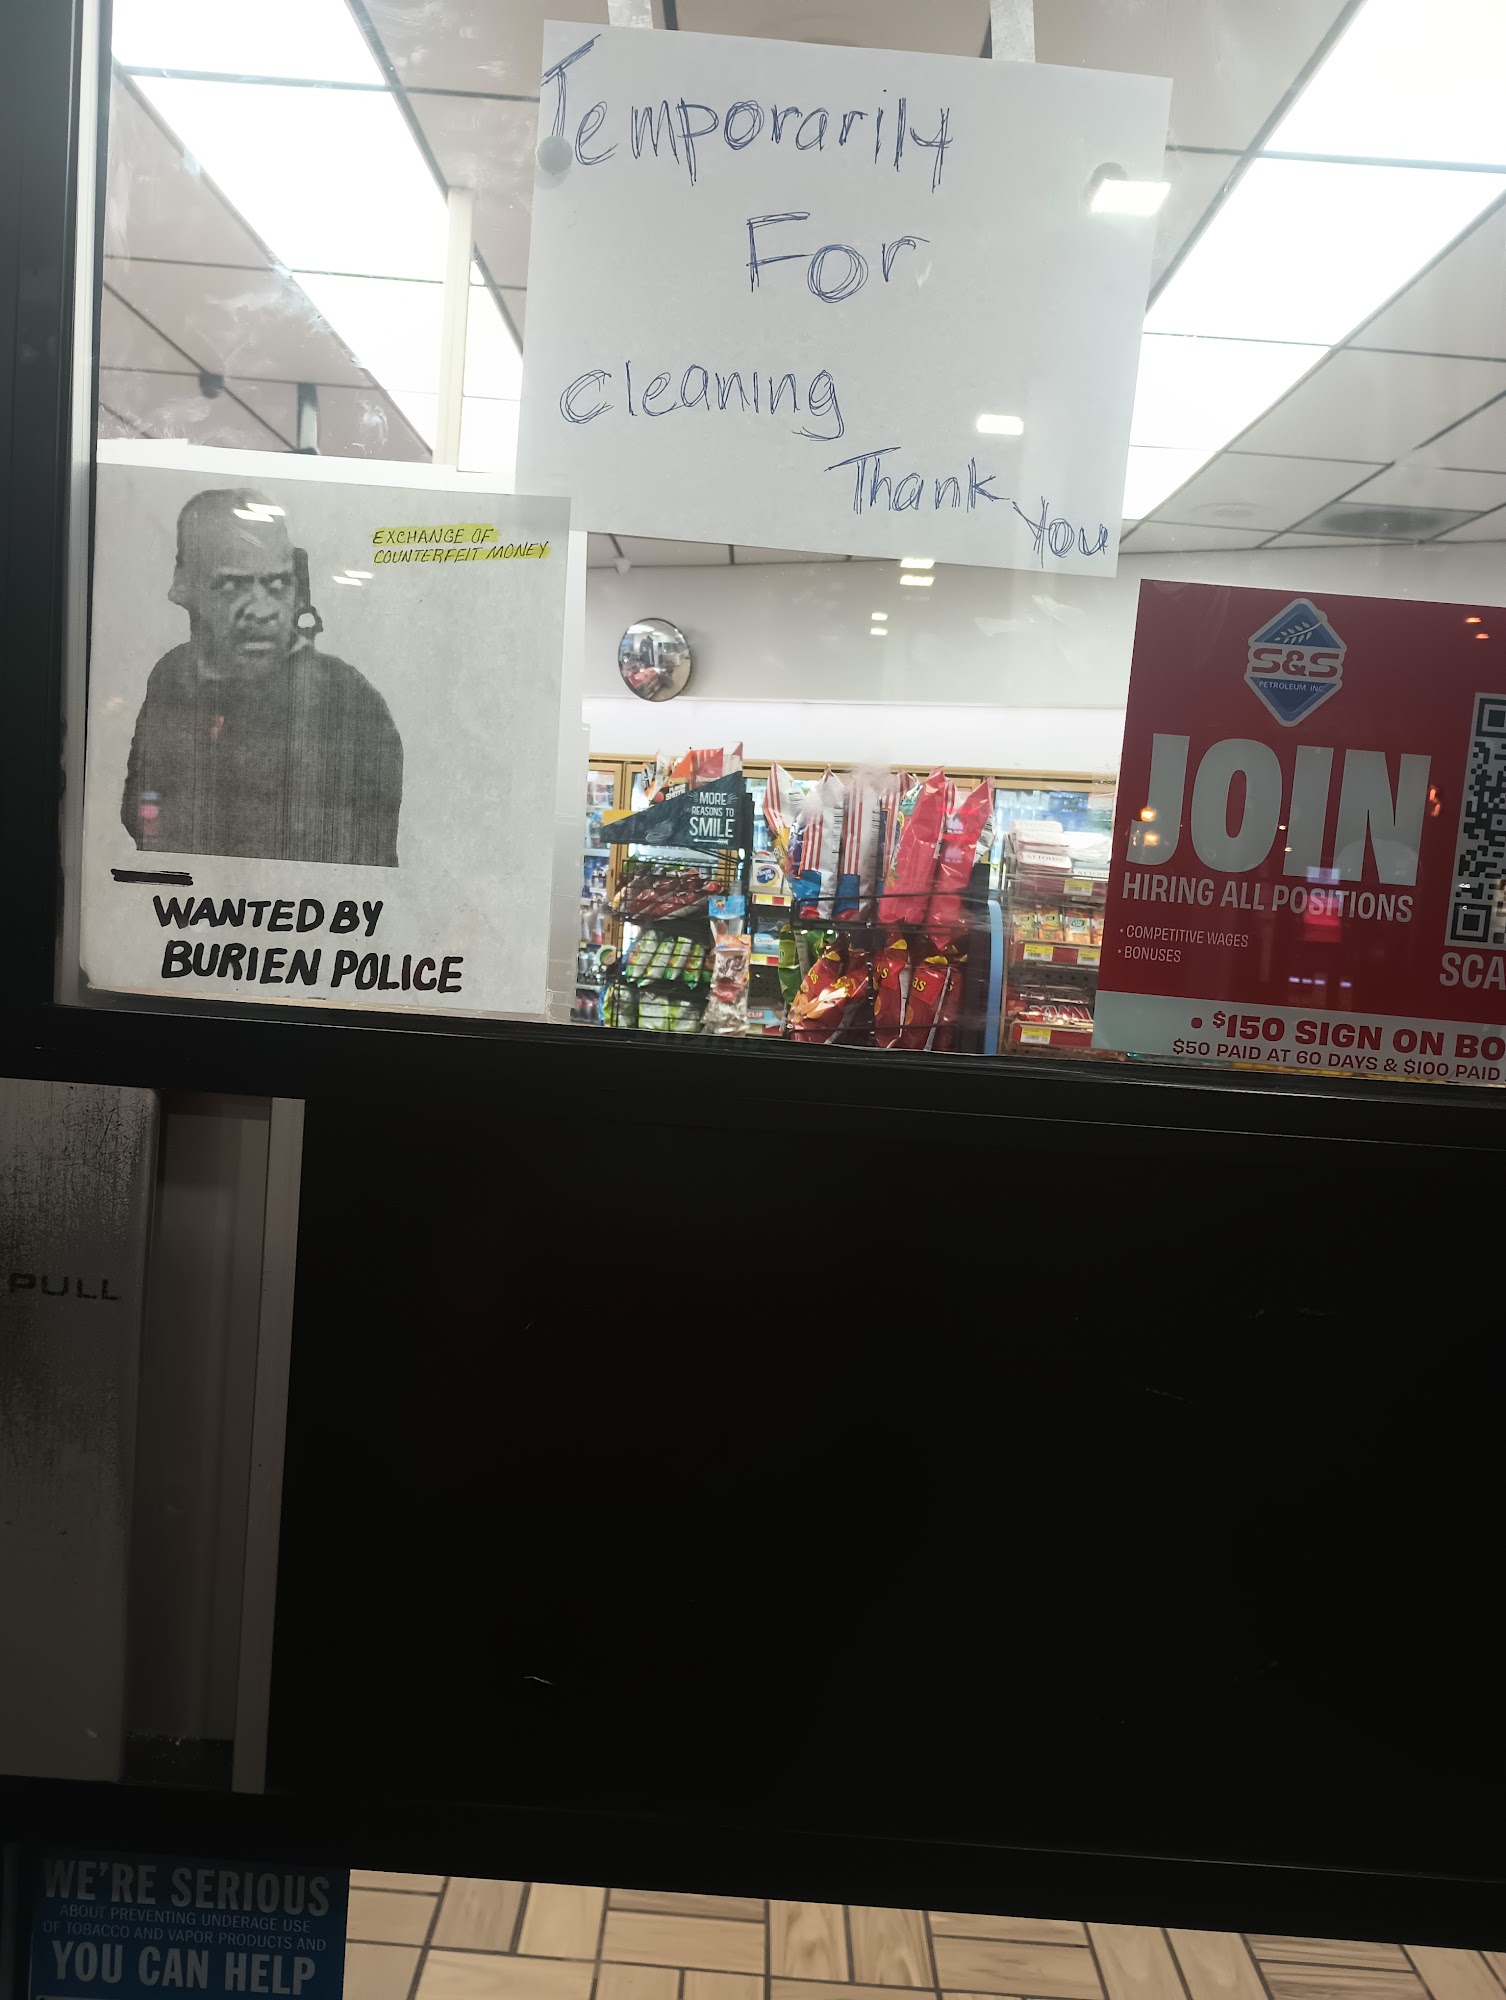 Temporarily
For
cleaning
Thank
You
EXCHANGE OF
COUNTERFEIT MONEY
WANTED BY
BURIEN POLICE
MORE
REASONS TO
SMILE
S&S
PETROLEUM, INC
JOIN
HIRING ALL POSITIONS
• COMPETITIVE WAGES
• BONUSES
SCA
• $150 SIGN ON BO
$50 PAID AT 60 DAYS & $100 PAID
PULL
WE'RE SERIOUS
ABOUT PREVENTING UNDERAGE USE
OF TOBACCO AND VAPOR PRODUCTS AND
YOU CAN HELP